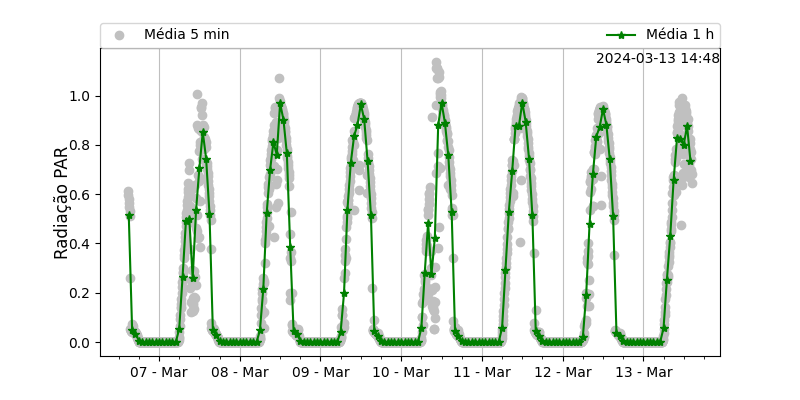 Média 5 min
Média 1 h
2024-03-13 14:48
Radiação PAR
1.0
0.8
0.6
0.4
0.2
0.0
07 - Mar
08 - Mar
09 - Mar
10 - Mar
11 - Mar
12 - Mar
13 - Mar